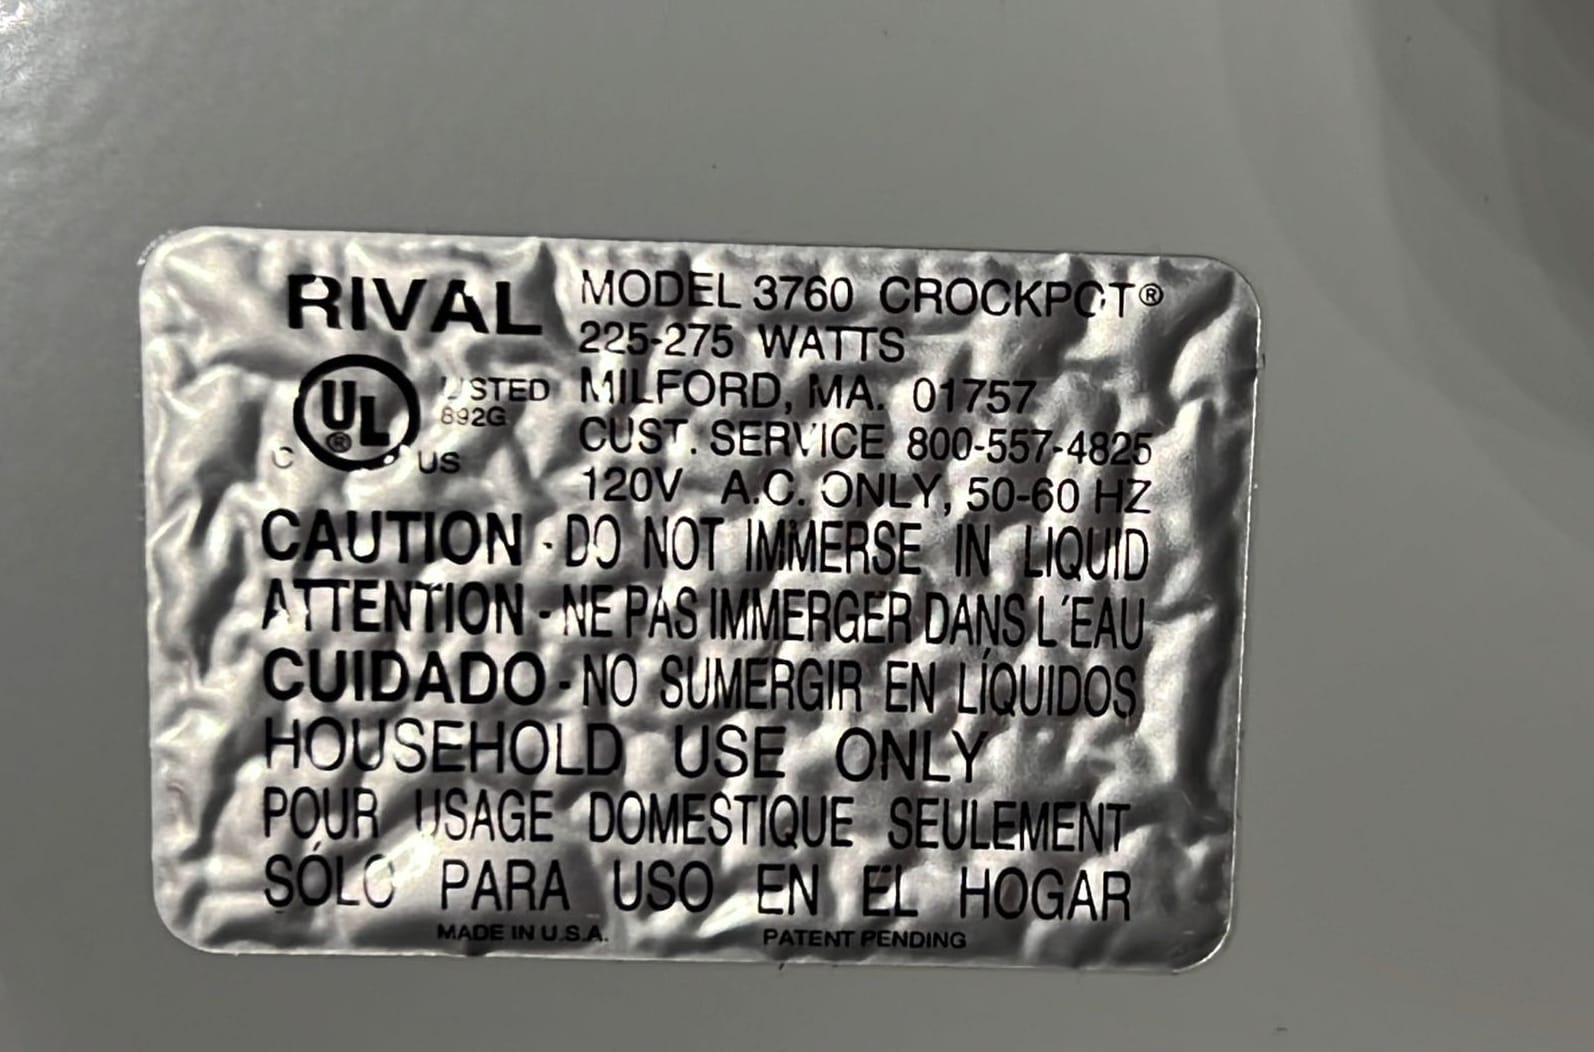 RIVAL MODEL 3760 CROCKPOT®
225-275 WATTS
UL® LISTED MILFORD, MA. 01757
892G
CUST. SERVICE 800-557-4825
C US
120V A.C. ONLY, 50-60 HZ
CAUTION - DO NOT IMMERSE IN LIQUID
ATTENTION - NE PAS IMMERGER DANS L'EAU
CUIDADO - NO SUMERGIR EN LÍQUIDOS
HOUSEHOLD USE ONLY
POUR USAGE DOMESTIQUE SEULEMENT
SÓLO PARA USO EN EL HOGAR
MADE IN U.S.A. PATENT PENDING